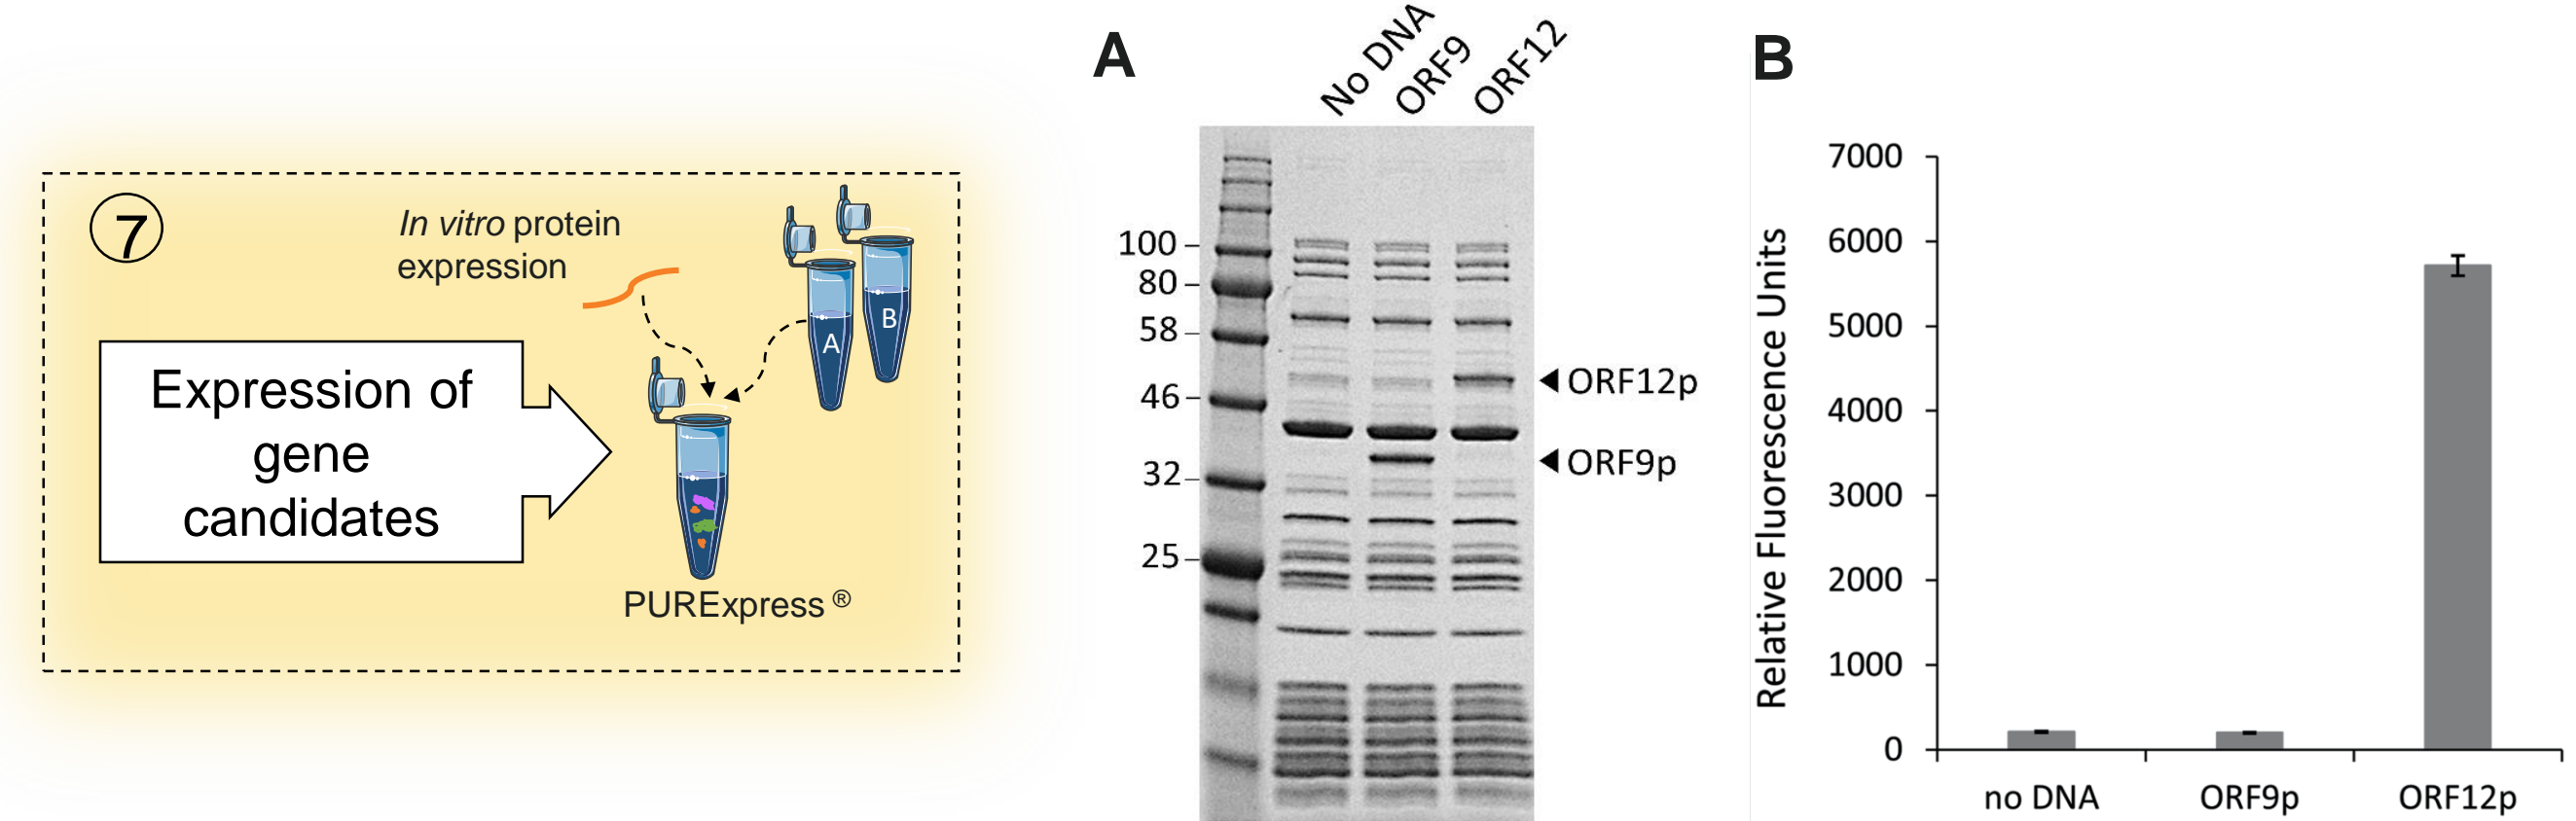 7
In vitro protein
expression
A
B
Expression of
gene
candidates
PURExpress ®
A
No DNA
ORF9
ORF12
100
80
58
46
32
25
ORF12p
ORF9p
B
Relative Fluorescence Units
7000
6000
5000
4000
3000
2000
1000
0
no DNA
ORF9p
ORF12p